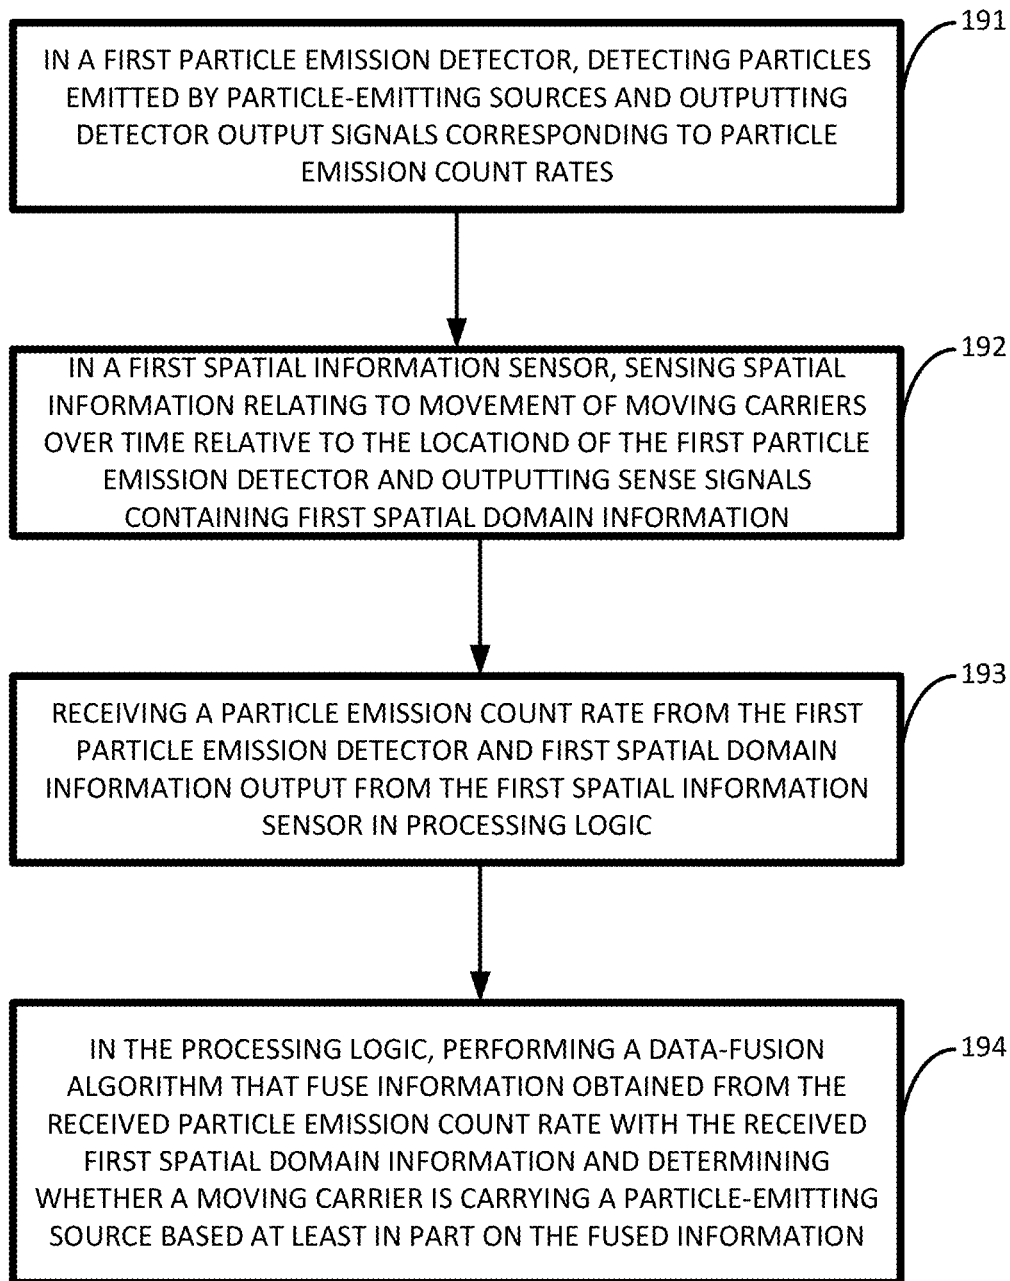 191
IN A FIRST PARTICLE EMISSION DETECTOR, DETECTING PARTICLES
EMITTED BY PARTICLE-EMITTING SOURCES AND OUTPUTTING
DETECTOR OUTPUT SIGNALS CORRESPONDING TO PARTICLE
EMISSION COUNT RATES
192
IN A FIRST SPATIAL INFORMATION SENSOR, SENSING SPATIAL
INFORMATION RELATING TO MOVEMENT OF MOVING CARRIERS
OVER TIME RELATIVE TO THE LOCATIOND OF THE FIRST PARTICLE
EMISSION DETECTOR AND OUTPUTTING SENSE SIGNALS
CONTAINING FIRST SPATIAL DOMAIN INFORMATION
193
RECEIVING A PARTICLE EMISSION COUNT RATE FROM THE FIRST
PARTICLE EMISSION DETECTOR AND FIRST SPATIAL DOMAIN
INFORMATION OUTPUT FROM THE FIRST SPATIAL INFORMATION
SENSOR IN PROCESSING LOGIC
194
IN THE PROCESSING LOGIC, PERFORMING A DATA-FUSION
ALGORITHM THAT FUSE INFORMATION OBTAINED FROM THE
RECEIVED PARTICLE EMISSION COUNT RATE WITH THE RECEIVED
FIRST SPATIAL DOMAIN INFORMATION AND DETERMINING
WHETHER A MOVING CARRIER IS CARRYING A PARTICLE-EMITTING
SOURCE BASED AT LEAST IN PART ON THE FUSED INFORMATION